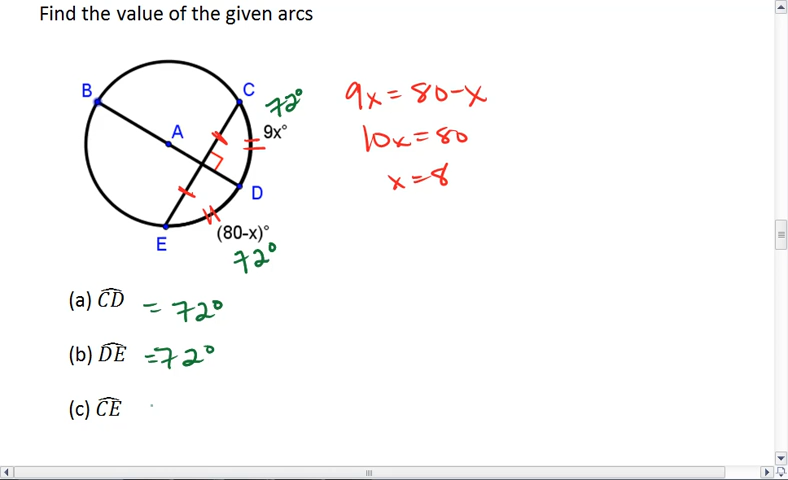 Find the value of the given arcs
B
C
72°
9x = 80-x
A
9x°
10x = 80
x = 8
D
E
(80-x)°
72°
(a) CD = 72°
(b) DE = 72°
(c) CE